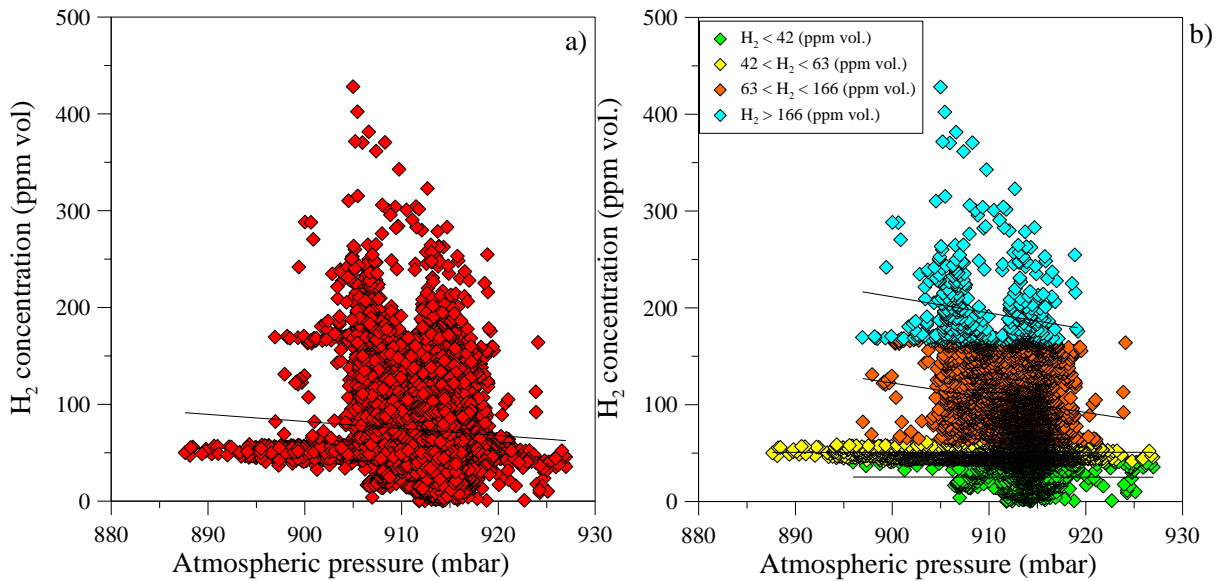 a)
H₂ concentration (ppm vol)
500
400
300
200
100
0
880
890
900
910
920
930
Atmospheric pressure (mbar)
b)
H₂ < 42 (ppm vol.)
42 < H₂ < 63 (ppm vol.)
63 < H₂ < 166 (ppm vol.)
H₂ > 166 (ppm vol.)
H₂ concentration (ppm vol.)
500
400
300
200
100
0
880
890
900
910
920
930
Atmospheric pressure (mbar)